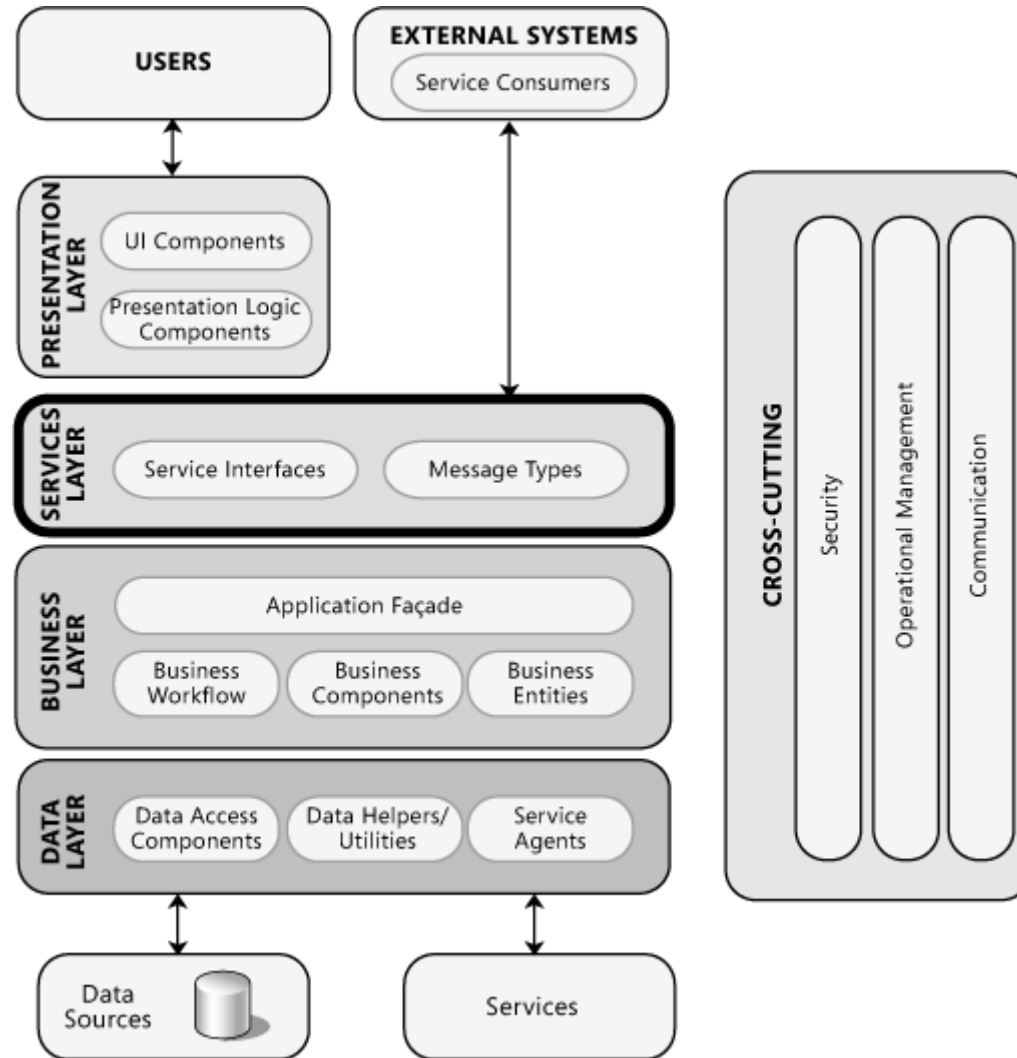 USERS
EXTERNAL SYSTEMS
Service Consumers
PRESENTATION
LAYER
UI Components
Presentation Logic
Components
SERVICES
LAYER
Service Interfaces
Message Types
BUSINESS
LAYER
Application Façade
Business
Workflow
Business
Components
Business
Entities
DATA
LAYER
Data Access
Components
Data Helpers/
Utilities
Service
Agents
Data
Sources
Services
CROSS-CUTTING
Security
Operational Management
Communication